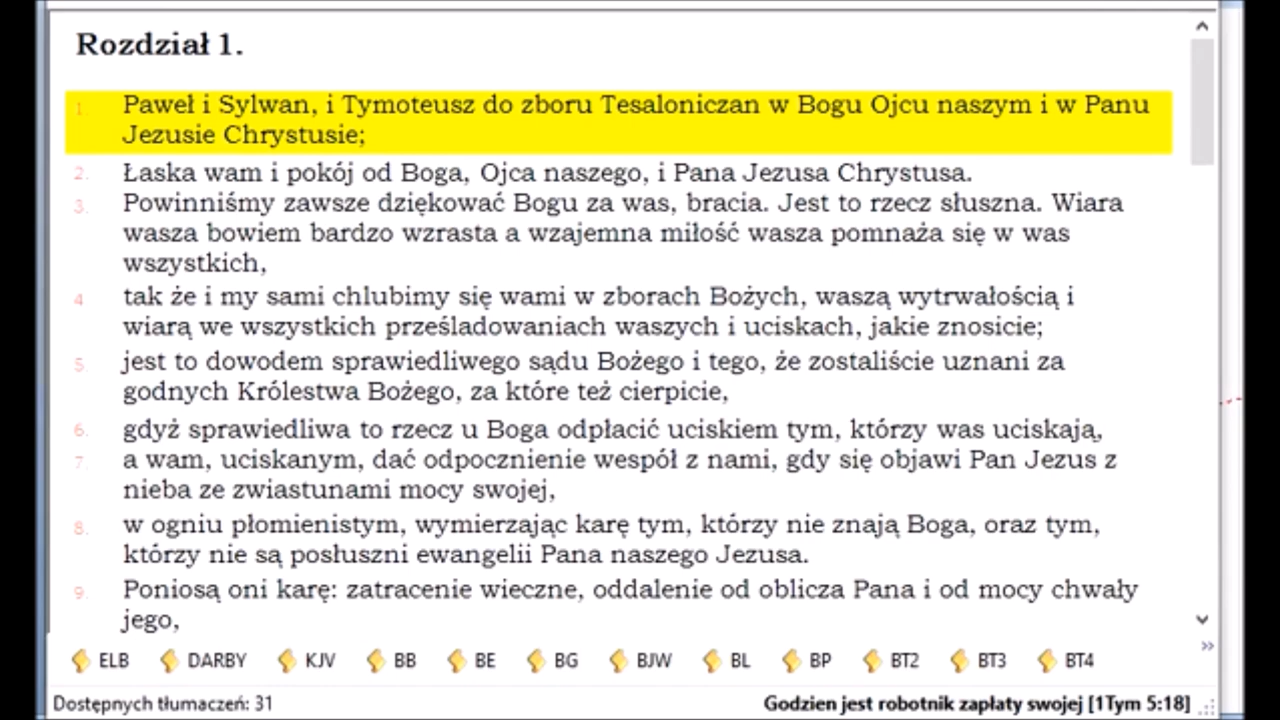 Rozdział 1.
1. Paweł i Sylwan, i Tymoteusz do zboru Tesaloniczan w Bogu Ojcu naszym i w Panu
Jezusie Chrystusie;
2. Łaska wam i pokój od Boga, Ojca naszego, i Pana Jezusa Chrystusa.
3. Powinniśmy zawsze dziękować Bogu za was, bracia. Jest to rzecz słuszna. Wiara
wasza bowiem bardzo wzrasta a wzajemna miłość wasza pomnaża się w was
wszystkich,
4 tak że i my sami chlubimy się wami w zborach Bożych, waszą wytrwałością i
wiarą we wszystkich prześladowaniach waszych i uciskach, jakie znosicie;
5. jest to dowodem sprawiedliwego sądu Bożego i tego, że zostaliście uznani za
godnych Królestwa Bożego, za które też cierpicie,
6. gdyż sprawiedliwa to rzecz u Boga odpłacić uciskiem tym, którzy was uciskają,
7. a wam, uciskanym, dać odpocznienie wespół z nami, gdy się objawi Pan Jezus z
nieba ze zwiastunami mocy swojej,
8. w ogniu płomienistym, wymierzając karę tym, którzy nie znają Boga, oraz tym,
którzy nie są posłuszni ewangelii Pana naszego Jezusa.
9. Poniosą oni karę: zatracenie wieczne, oddalenie od oblicza Pana i od mocy chwały
jego,
ELB DARBY KJV BB BE BG BJW BL BP BT2 BT3 BT4
Dostępnych tłumaczeń: 31 Godzien jest robotnik zapłaty swojej [1Tym 5:18]